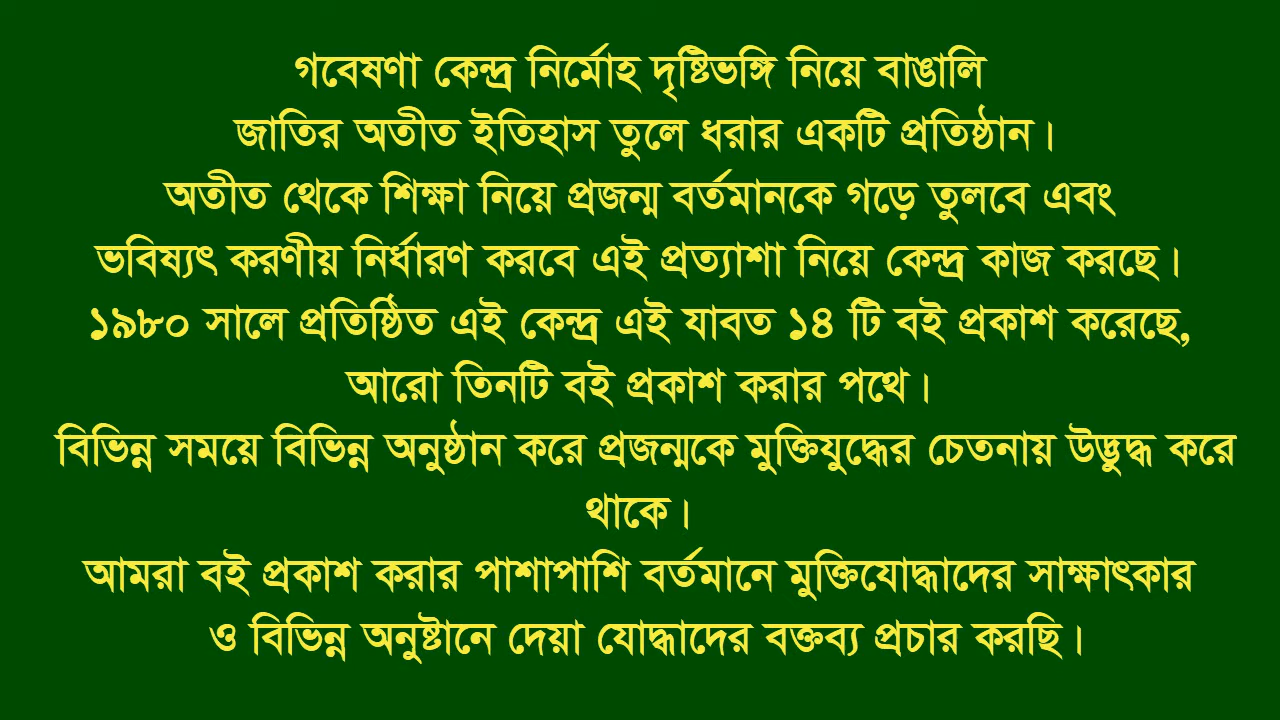 গবেষণা কেন্দ্র নির্মোহ দৃষ্টিভঙ্গি নিয়ে বাঙালি
জাতির অতীত ইতিহাস তুলে ধরার একটি প্রতিষ্ঠান।
অতীত থেকে শিক্ষা নিয়ে প্রজন্ম বর্তমানকে গড়ে তুলবে এবং
ভবিষ্যৎ করণীয় নির্ধারণ করবে এই প্রত্যাশা নিয়ে কেন্দ্র কাজ করছে।
১৯৮০ সালে প্রতিষ্ঠিত এই কেন্দ্র এই যাবত ১৪ টি বই প্রকাশ করেছে,
আরো তিনটি বই প্রকাশ করার পথে।
বিভিন্ন সময়ে বিভিন্ন অনুষ্ঠান করে প্রজন্মকে মুক্তিযুদ্ধের চেতনায় উদ্ভুদ্ধ করে
থাকে।
আমরা বই প্রকাশ করার পাশাপাশি বর্তমানে মুক্তিযোদ্ধাদের সাক্ষাৎকার
ও বিভিন্ন অনুষ্টানে দেয়া যোদ্ধাদের বক্তব্য প্রচার করছি।